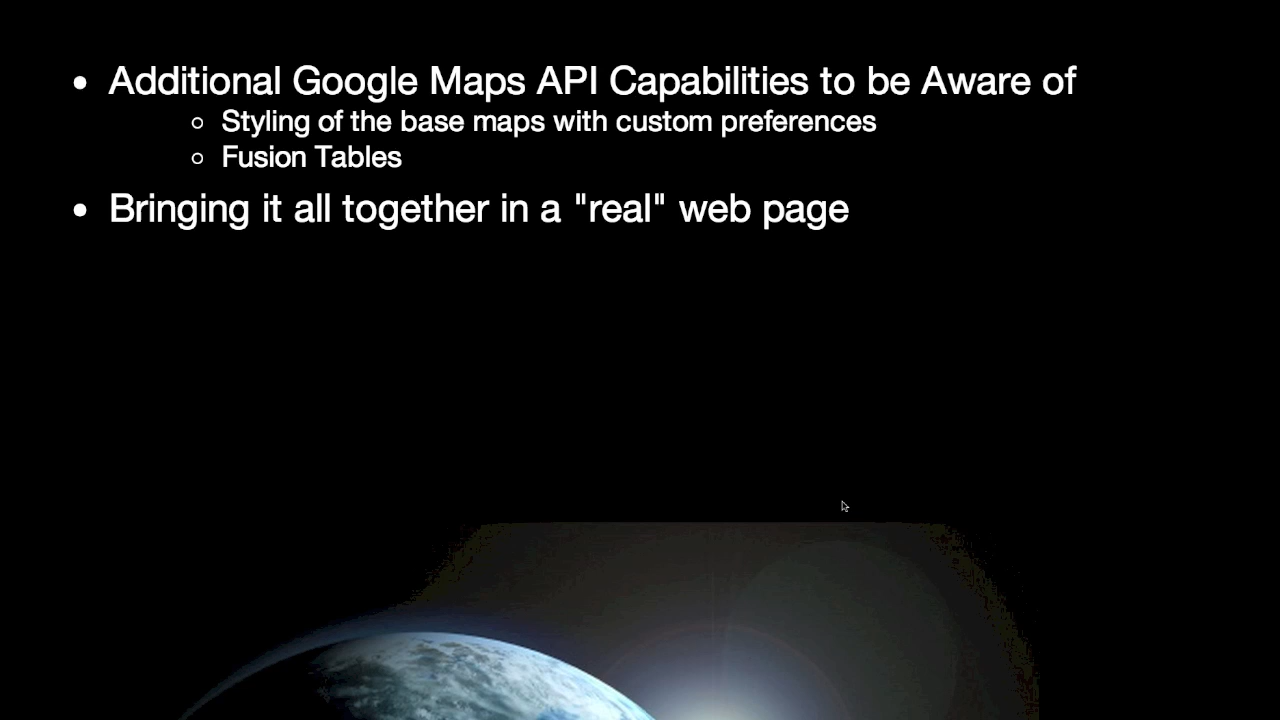 • Additional Google Maps API Capabilities to be Aware of
○ Styling of the base maps with custom preferences
○ Fusion Tables
• Bringing it all together in a "real" web page